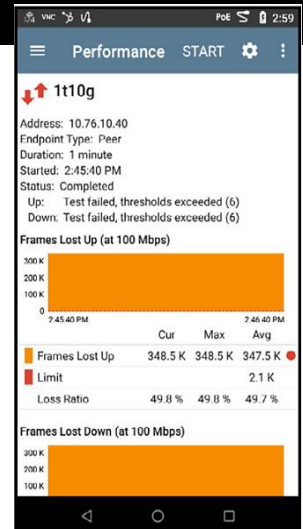 VNC PoE 2:59
Performance START
1t10g
Address: 10.76.10.40
Endpoint Type: Peer
Duration: 1 minute
Started: 2:45:40 PM
Status: Completed
Up: Test failed, thresholds exceeded (6)
Down: Test failed, thresholds exceeded (6)
Frames Lost Up (at 100 Mbps)
300 K
200 K
100 K
0
2:45:40 PM 2:46:40 PM
Cur Max Avg
Frames Lost Up 348.5 K 348.5 K 347.5 K
Limit 2.1 K
Loss Ratio 49.8 % 49.8 % 49.7 %
Frames Lost Down (at 100 Mbps)
300 K
200 K
100 K